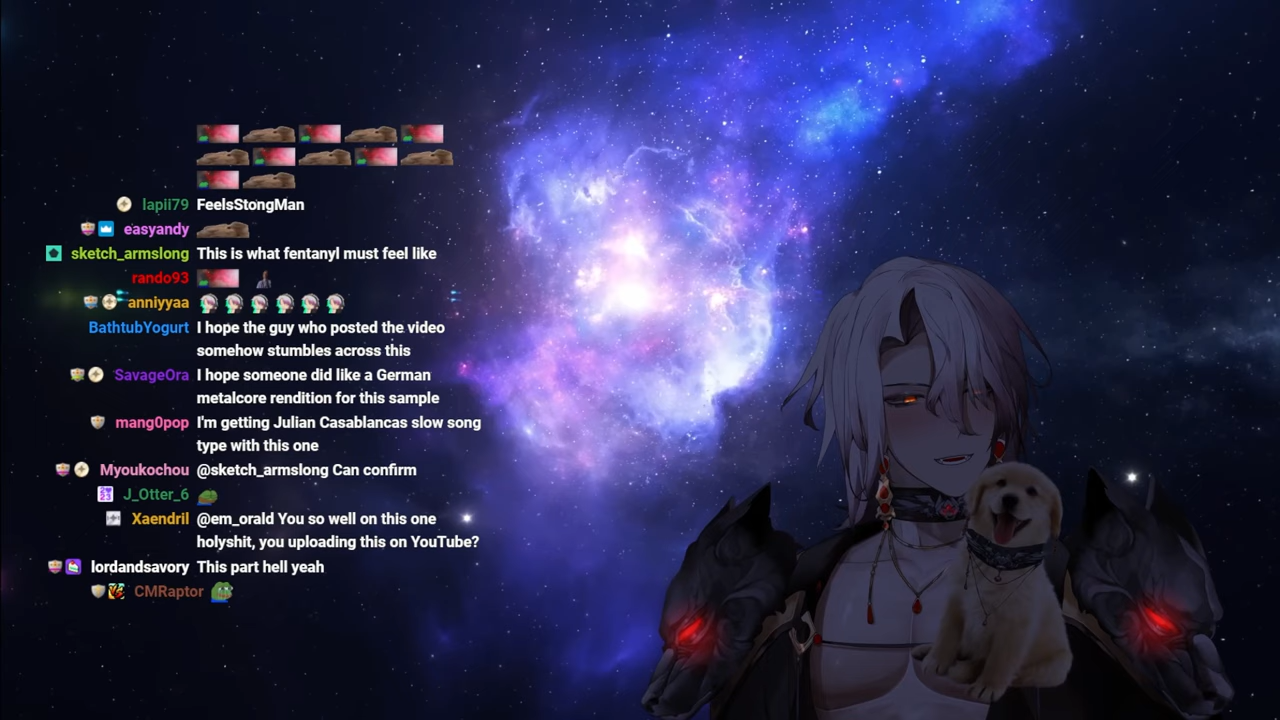 lapii79 FeelsStongMan
easyandy
sketch_armslong This is what fentanyl must feel like
rando93
anniyyaa
BathtubYogurt I hope the guy who posted the video
somehow stumbles across this
SavageOra I hope someone did like a German
metalcore rendition for this sample
mang0pop I'm getting Julian Casablancas slow song
type with this one
Myoukochou @sketch_armslong Can confirm
J_Otter_6
Xaendril @em_orald You so well on this one
holyshit, you uploading this on YouTube?
lordandsavory This part hell yeah
CMRaptor